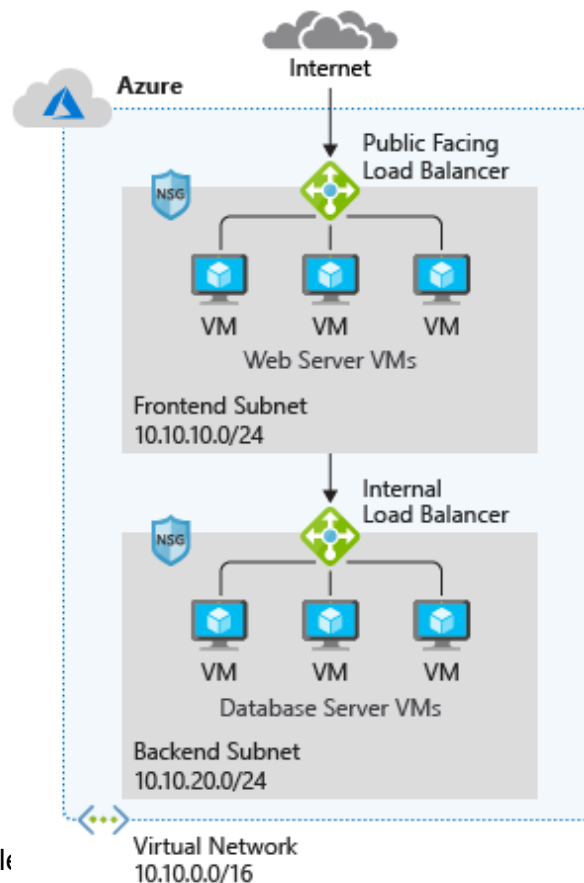 Internet
Azure
Public Facing
Load Balancer
NSG
VM VM VM
Web Server VMs
Frontend Subnet
10.10.10.0/24
Internal
Load Balancer
NSG
VM VM VM
Database Server VMs
Backend Subnet
10.10.20.0/24
Virtual Network
10.10.0.0/16